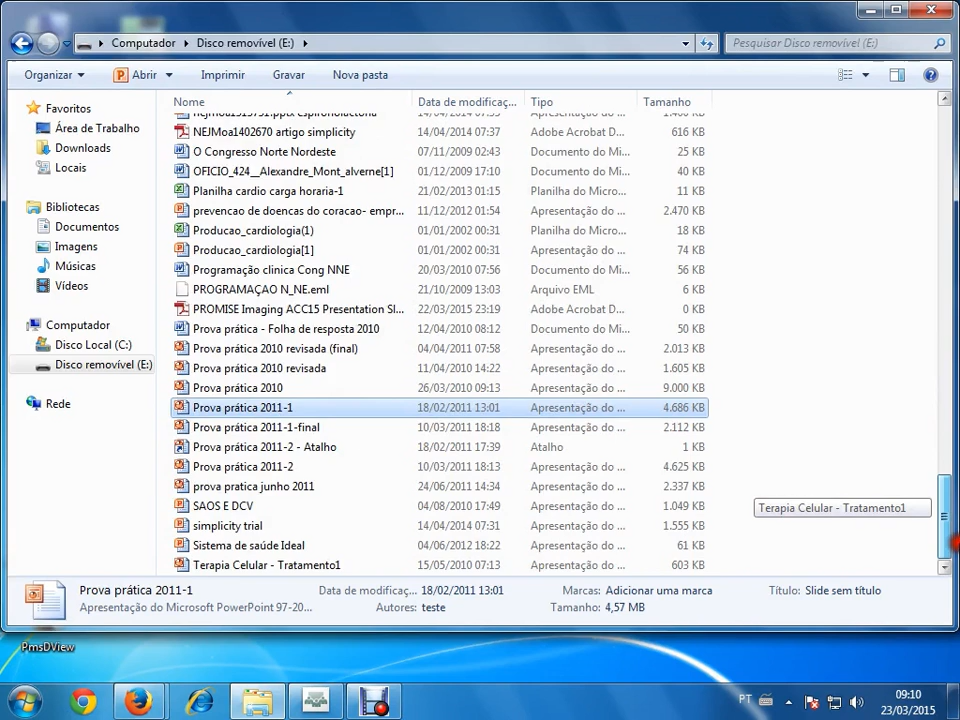 Computador ▸ Disco removível (E:) ▸
Pesquisar Disco removível (E:)
Organizar Abrir Imprimir Gravar Nova pasta
Favoritos
Área de Trabalho
Downloads
Locais
Bibliotecas
Documentos
Imagens
Músicas
Vídeos
Computador
Disco Local (C:)
Disco removível (E:)
Rede
Nome Data de modificaç... Tipo Tamanho
NEJMoa1402670 artigo simplicity 14/04/2014 07:37 Adobe Acrobat D... 616 KB
O Congresso Norte Nordeste 07/11/2009 02:43 Documento do Mi... 25 KB
OFICIO_424__Alexandre_Mont_alverne[1] 01/12/2009 17:10 Documento do Mi... 40 KB
Planilha cardio carga horaria-1 21/02/2013 01:15 Planilha do Micro... 11 KB
prevencao de doencas do coracao- empr... 11/12/2012 01:54 Apresentação do ... 2.470 KB
Producao_cardiologia(1) 01/01/2002 00:31 Planilha do Micro... 18 KB
Producao_cardiologia[1] 01/01/2002 00:31 Apresentação do ... 74 KB
Programação clinica Cong NNE 20/03/2010 07:56 Documento do Mi... 56 KB
PROGRAMAÇAO N_NE.eml 21/10/2009 13:03 Arquivo EML 6 KB
PROMISE Imaging ACC15 Presentation Sl... 22/03/2015 23:19 Adobe Acrobat D... 0 KB
Prova prática - Folha de resposta 2010 12/04/2010 08:12 Documento do Mi... 50 KB
Prova prática 2010 revisada (final) 04/04/2011 07:58 Apresentação do ... 2.013 KB
Prova prática 2010 revisada 11/04/2010 14:22 Apresentação do ... 1.605 KB
Prova prática 2010 26/03/2010 09:13 Apresentação do ... 9.000 KB
Prova prática 2011-1 18/02/2011 13:01 Apresentação do ... 4.686 KB
Prova prática 2011-1-final 10/03/2011 18:18 Apresentação do ... 2.112 KB
Prova prática 2011-2 - Atalho 18/02/2011 17:39 Atalho 1 KB
Prova prática 2011-2 10/03/2011 18:13 Apresentação do ... 4.625 KB
prova pratica junho 2011 24/06/2011 14:34 Apresentação do ... 2.337 KB
SAOS E DCV 04/08/2010 17:49 Apresentação do ... 1.049 KB
Terapia Celular - Tratamento1
simplicity trial 14/04/2014 07:31 Apresentação do ... 1.555 KB
Sistema de saúde Ideal 04/06/2012 18:22 Apresentação do ... 61 KB
Terapia Celular - Tratamento1 15/05/2010 07:13 Apresentação do ... 603 KB
Prova prática 2011-1 Data de modificaç... 18/02/2011 13:01 Marcas: Adicionar uma marca Título: Slide sem título
Apresentação do Microsoft PowerPoint 97-20... Autores: teste Tamanho: 4,57 MB
PmsDView
PT
09:10
23/03/2015